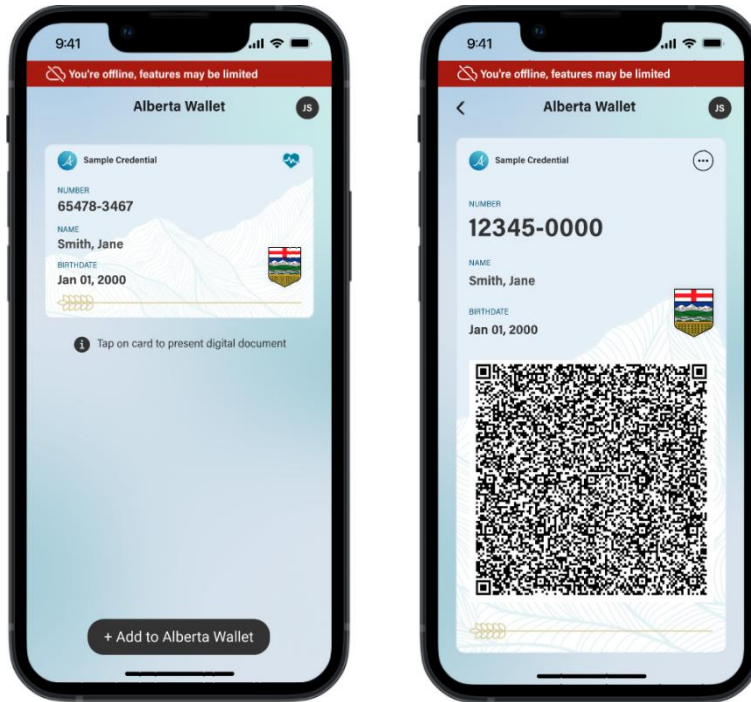 9:41
You're offline, features may be limited
Alberta Wallet
JS
Sample Credential
NUMBER
65478-3467
NAME
Smith, Jane
BIRTHDATE
Jan 01, 2000
Tap on card to present digital document
+ Add to Alberta Wallet
9:41
You're offline, features may be limited
Alberta Wallet
JS
Sample Credential
NUMBER
12345-0000
NAME
Smith, Jane
BIRTHDATE
Jan 01, 2000